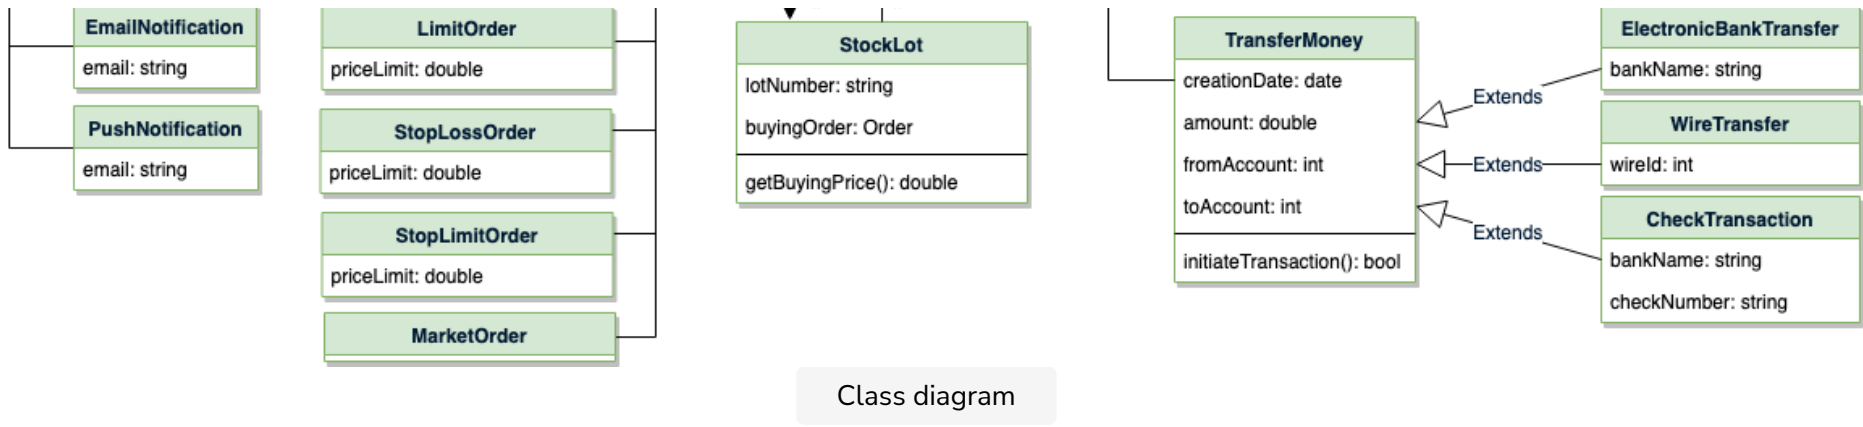 EmailNotification
email: string
PushNotification
email: string
LimitOrder
priceLimit: double
StopLossOrder
priceLimit: double
StopLimitOrder
priceLimit: double
MarketOrder
StockLot
lotNumber: string
buyingOrder: Order
getBuyingPrice(): double
TransferMoney
creationDate: date
amount: double
fromAccount: int
toAccount: int
initiateTransaction(): bool
Extends
Extends
Extends
ElectronicBankTransfer
bankName: string
WireTransfer
wireId: int
CheckTransaction
bankName: string
checkNumber: string
Class diagram